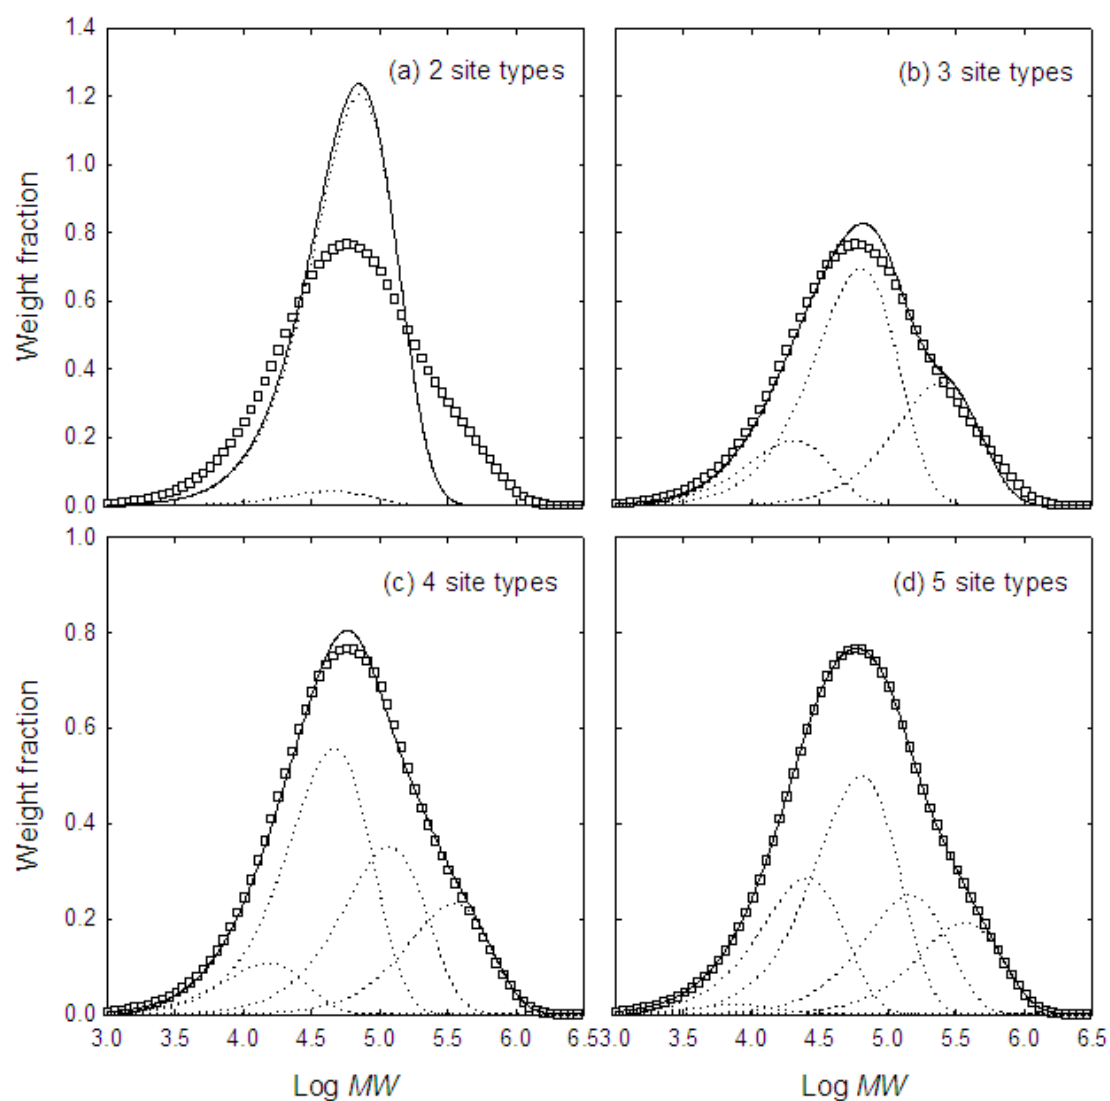 1.4
1.2
1.0
0.8
0.6
0.4
0.2
0.0
Weight fraction
(a) 2 site types
(b) 3 site types
1.0
0.8
0.6
0.4
0.2
0.0
Weight fraction
(c) 4 site types
(d) 5 site types
3.0 3.5 4.0 4.5 5.0 5.5 6.0 6.53.0 3.5 4.0 4.5 5.0 5.5 6.0 6.5
Log MW Log MW